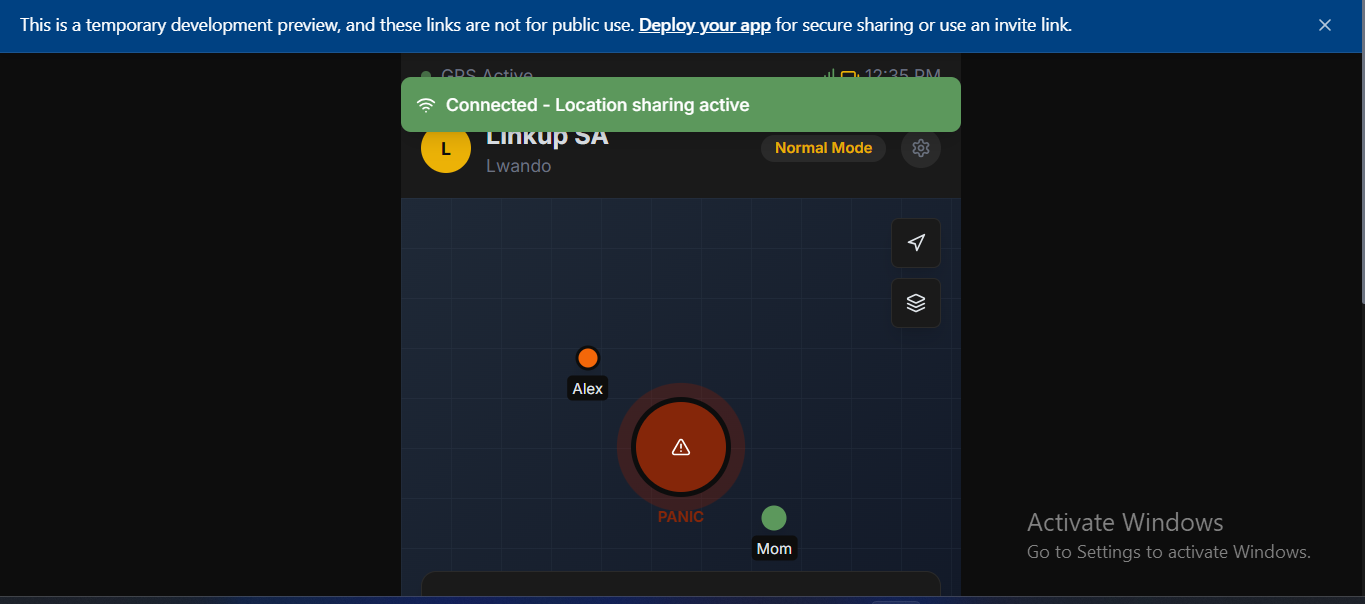 This is a temporary development preview, and these links are not for public use. Deploy your app for secure sharing or use an invite link.
GPS Active
12:35 PM
Connected - Location sharing active
L
Linkup SA
Lwando
Normal Mode
Alex
PANIC
Mom
Activate Windows
Go to Settings to activate Windows.